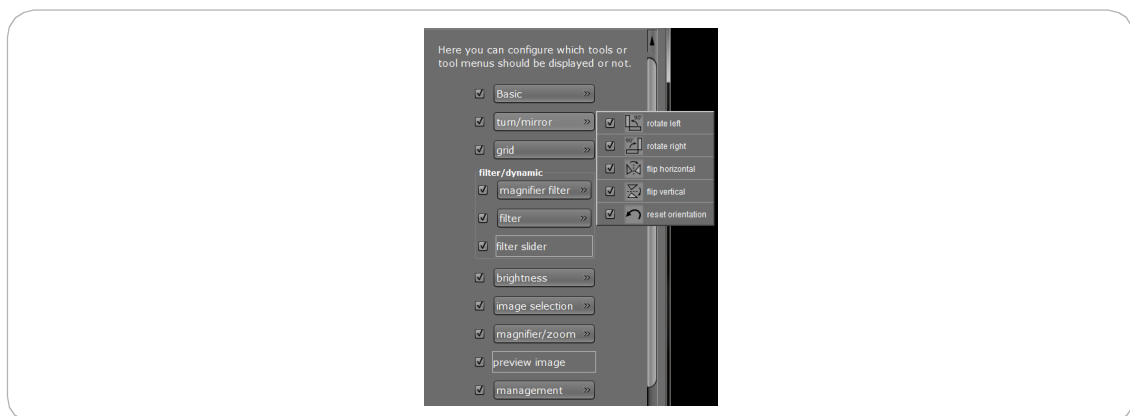 Here you can configure which tools or
tool menus should be displayed or not.
Basic »
turn/mirror »
grid »
filter/dynamic
magnifier filter »
filter »
filter slider
brightness »
image selection »
magnifier/zoom »
preview image
management »
90° rotate left
90° rotate right
flip horizontal
flip vertical
reset orientation